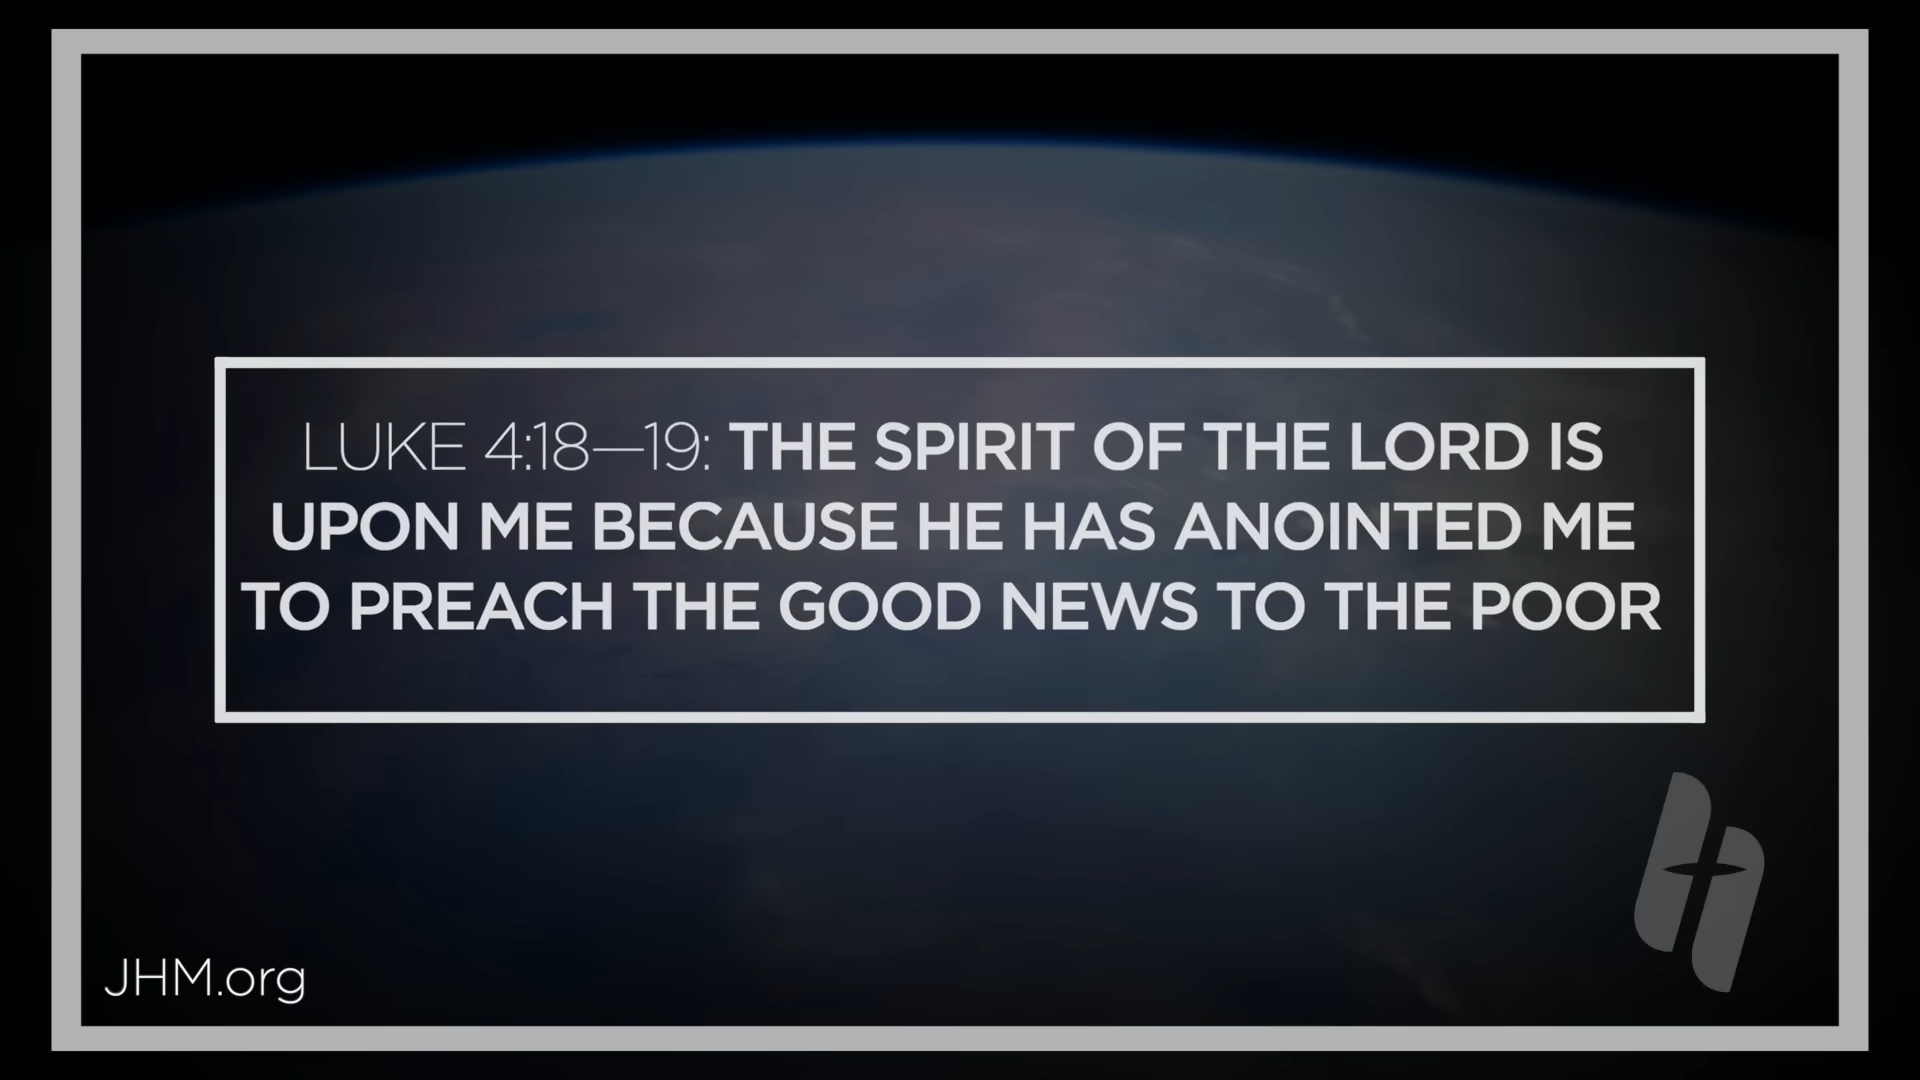 LUKE 4:18—19: THE SPIRIT OF THE LORD IS
UPON ME BECAUSE HE HAS ANOINTED ME
TO PREACH THE GOOD NEWS TO THE POOR
JHM.org